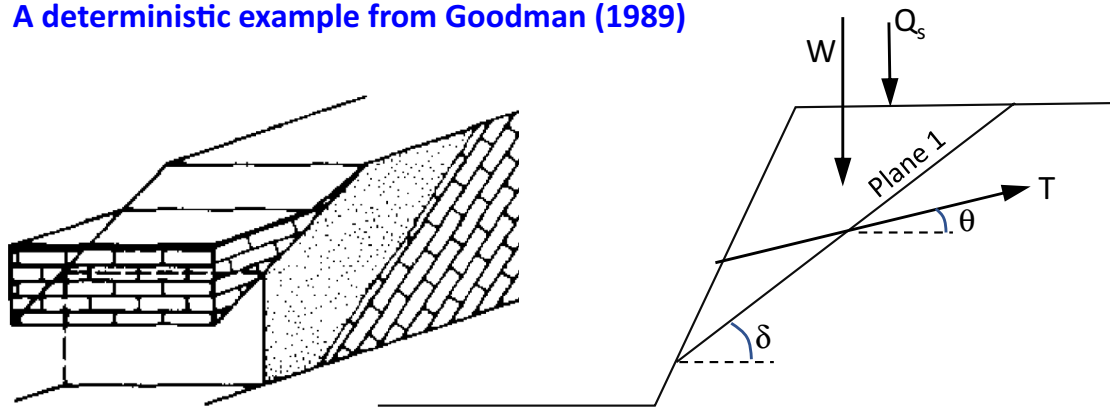 A deterministic example from Goodman (1989)
W
Qs
Plane 1
T
θ
δ